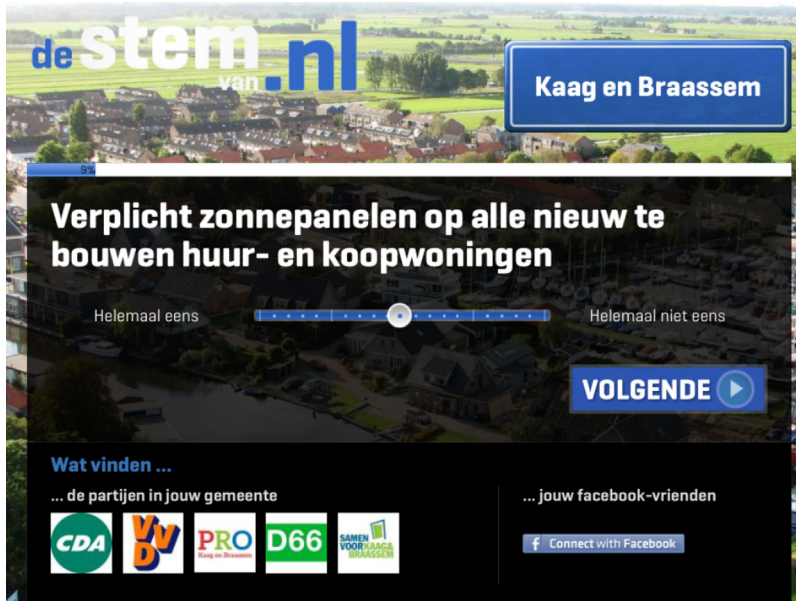 de stem van .nl
Kaag en Braassem
9%
Verplicht zonnepanelen op alle nieuw te
bouwen huur- en koopwoningen
Helemaal eens
Helemaal niet eens
VOLGENDE
Wat vinden ...
... de partijen in jouw gemeente
... jouw facebook-vrienden
CDA
VVD
PRO
Kaag en Braassem
D66
SAMEN
VOOR KAAG&
BRAASSEM
f Connect with Facebook